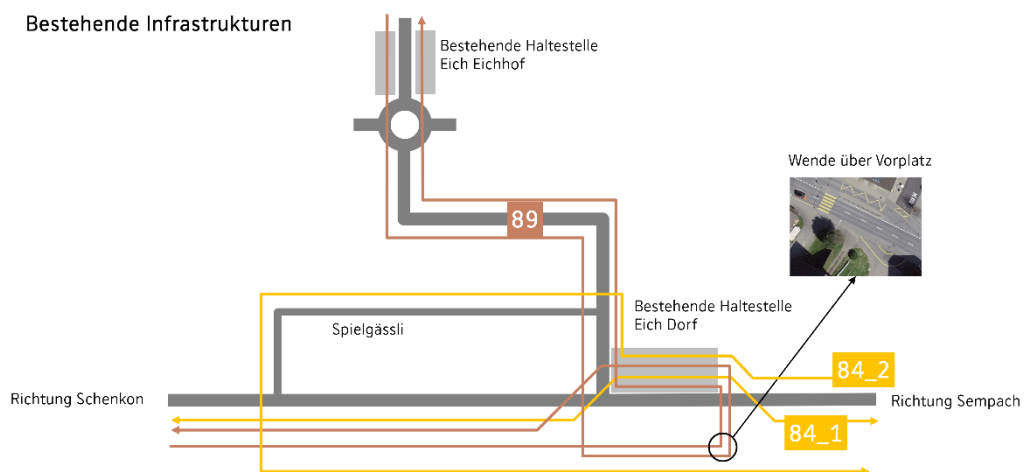 Bestehende Infrastrukturen
Bestehende Haltestelle
Eich Eichhof
Wende über Vorplatz
89
Bestehende Haltestelle
Eich Dorf
Spielgässli
84_2
Richtung Schenkon
Richtung Sempach
84_1